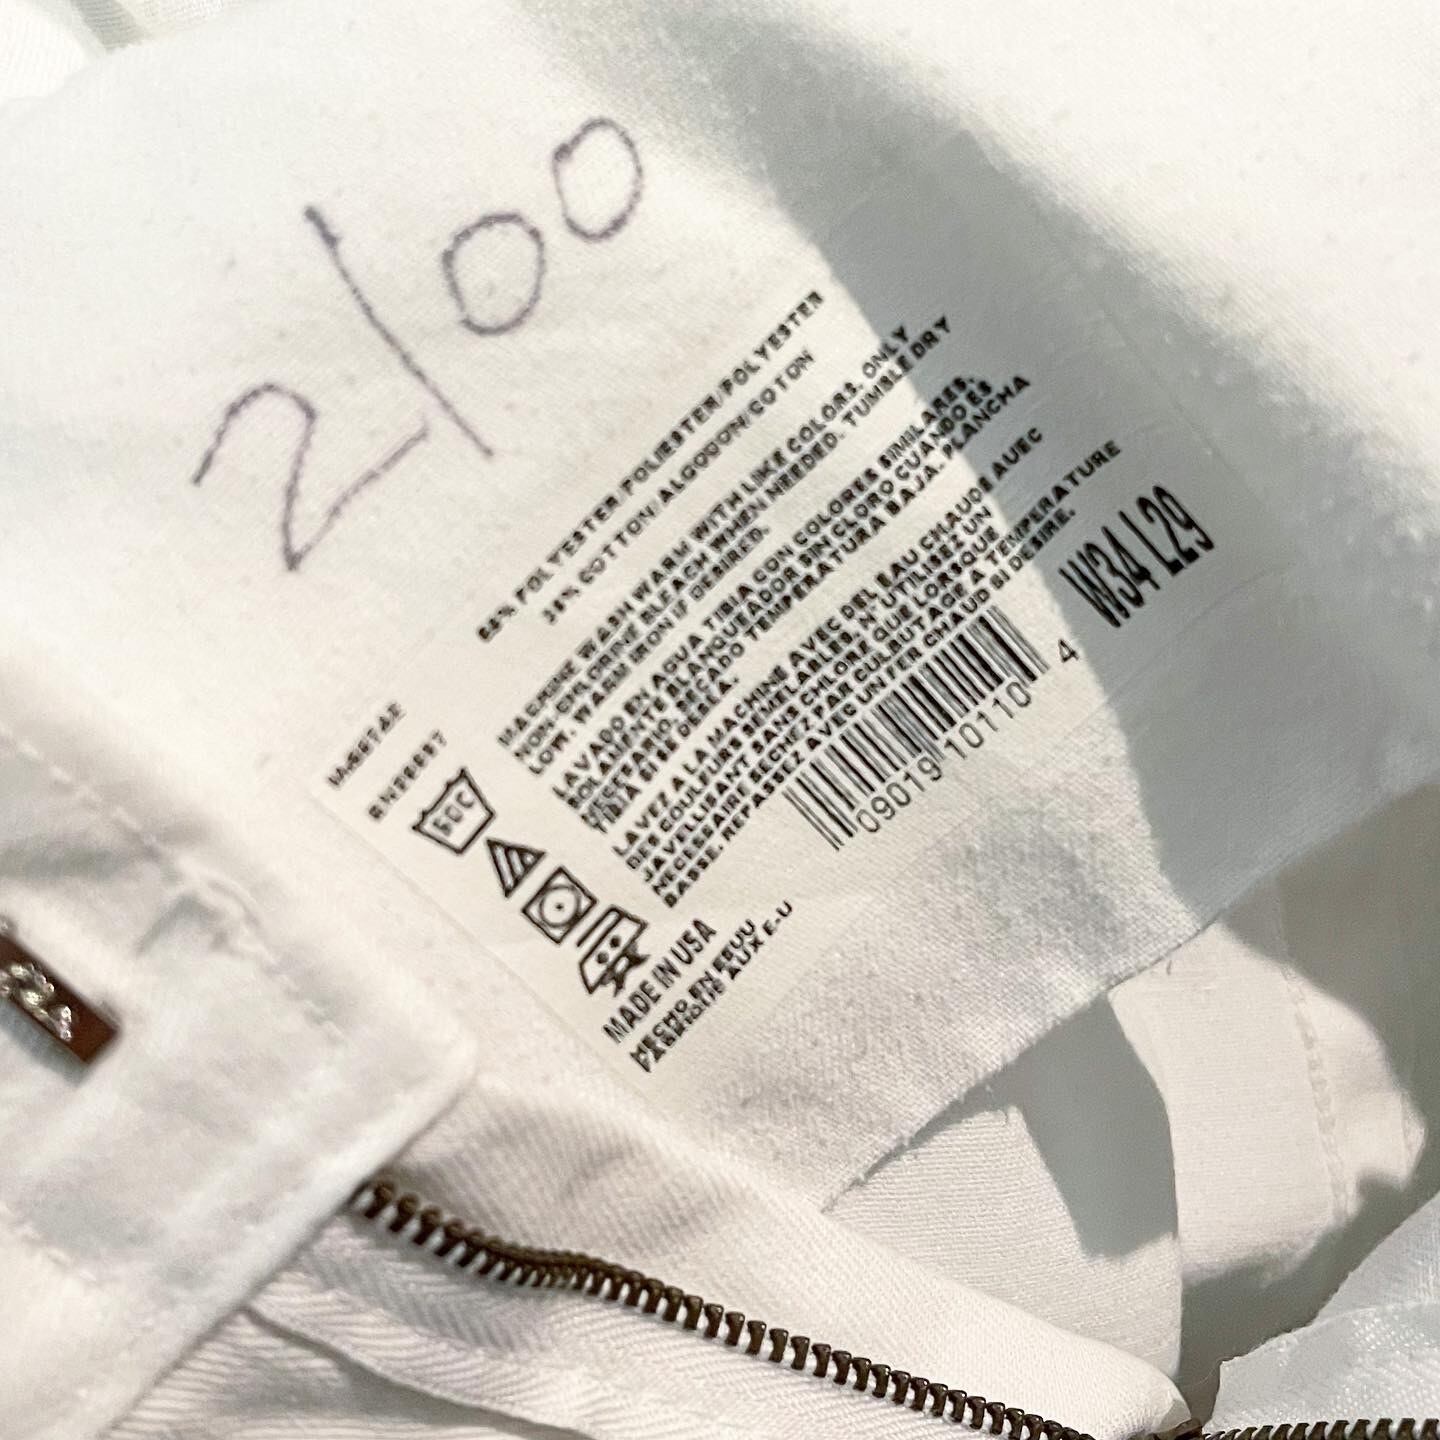 2/00
65% POLYESTER/POLIESTER/POLYESTER
35% COTTON/ALGODON/COTON
MACHINE WASH WARM WITH LIKE COLORS. ONLY
NON-CHLORINE BLEACH WHEN NEEDED. TUMBLE DRY
LOW. WARM IRON IF DESIRED.
LAVADO EN AGUA TIBIA CON COLORES SIMILARES.
SOLAMENTE BLANQUEADOR SIN CLORO CUANDO ES
NECESARIO. SECADO TEMPERATURA BAJA. PLANCHA
TIBIA SI SE DESEA.
LAVEZ A LA MACHINE AVEC DEL EAU CHAUDE AVEC
DES COULEURS SEMELABLES. N' UTILISEZ UN
JAVELLISANT SANS CHLORE QUE LORSQUE
NECESSAIRE SECHEZ PAR CULBUTAGE A TEMPERATURE
BASSE. REPASSEZ AVEC UN FER CHAUD SI DESIRE.
60C
09019 10110 4
W34 L29
MADE IN USA
HECHO EN EEUU
FABRIQUE AUX E-U